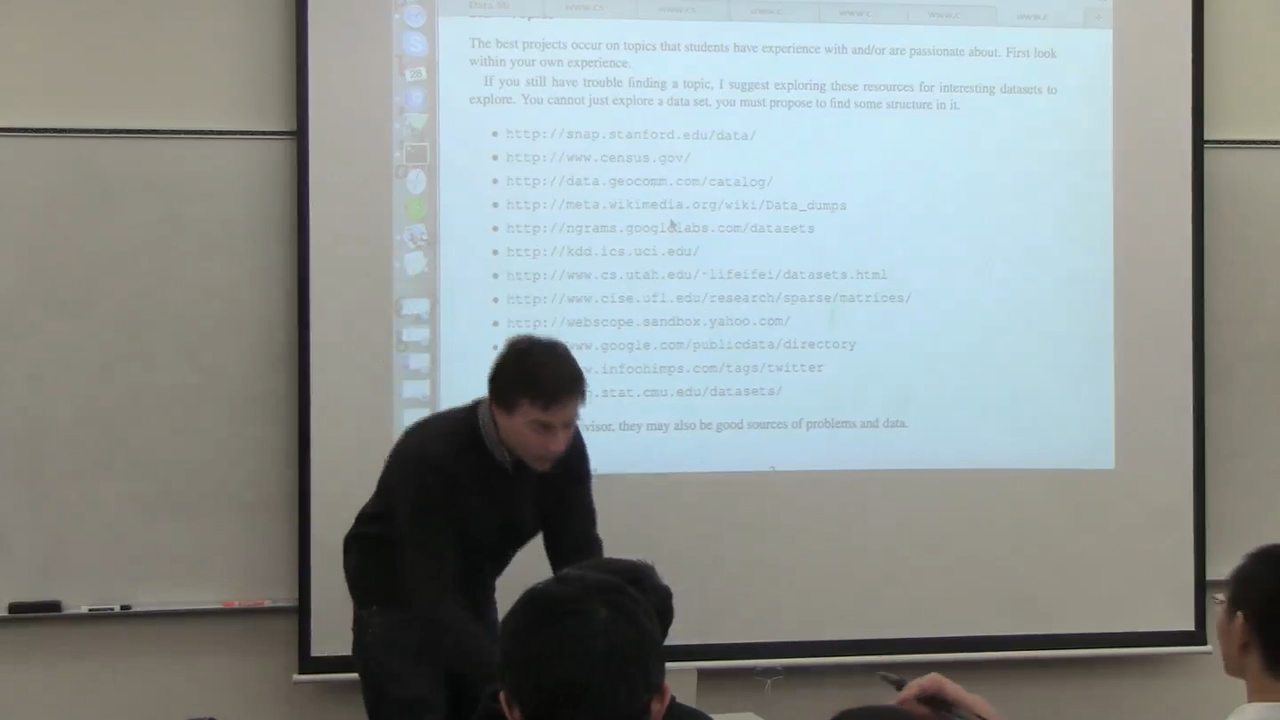 Data Mi
The best projects occur on topics that students have experience with and/or are passionate about. First look
within your own experience.
If you still have trouble finding a topic, I suggest exploring these resources for interesting datasets to
explore. You cannot just explore a data set, you must propose to find some structure in it.
• http://snap.stanford.edu/data/
• http://www.census.gov/
• http://data.geocomm.com/catalog/
• http://meta.wikimedia.org/wiki/Data_dumps
• http://ngrams.googlelabs.com/datasets
• http://kdd.ics.uci.edu/
• http://www.cs.utah.edu/~lifeifei/datasets.html
• http://www.cise.ufl.edu/research/sparse/matrices/
• http://webscope.sandbox.yahoo.com/
www.google.com/publicdata/directory
.infochimps.com/tags/twitter
.stat.cmu.edu/datasets/
visor, they may also be good sources of problems and data.